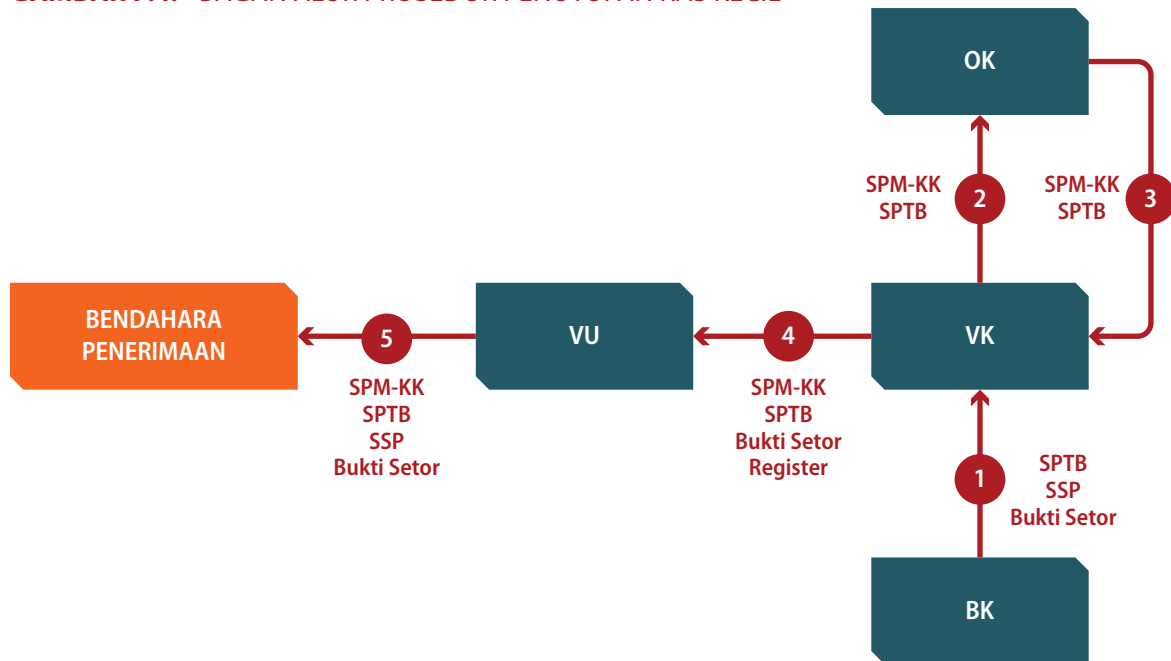 OK
SPM-KK
SPTB
2
SPM-KK
SPTB
3
BENDAHARA
PENERIMAAN
5
VU
4
VK
SPM-KK
SPTB
SSP
Bukti Setor
SPM-KK
SPTB
Bukti Setor
Register
1
SPTB
SSP
Bukti Setor
BK